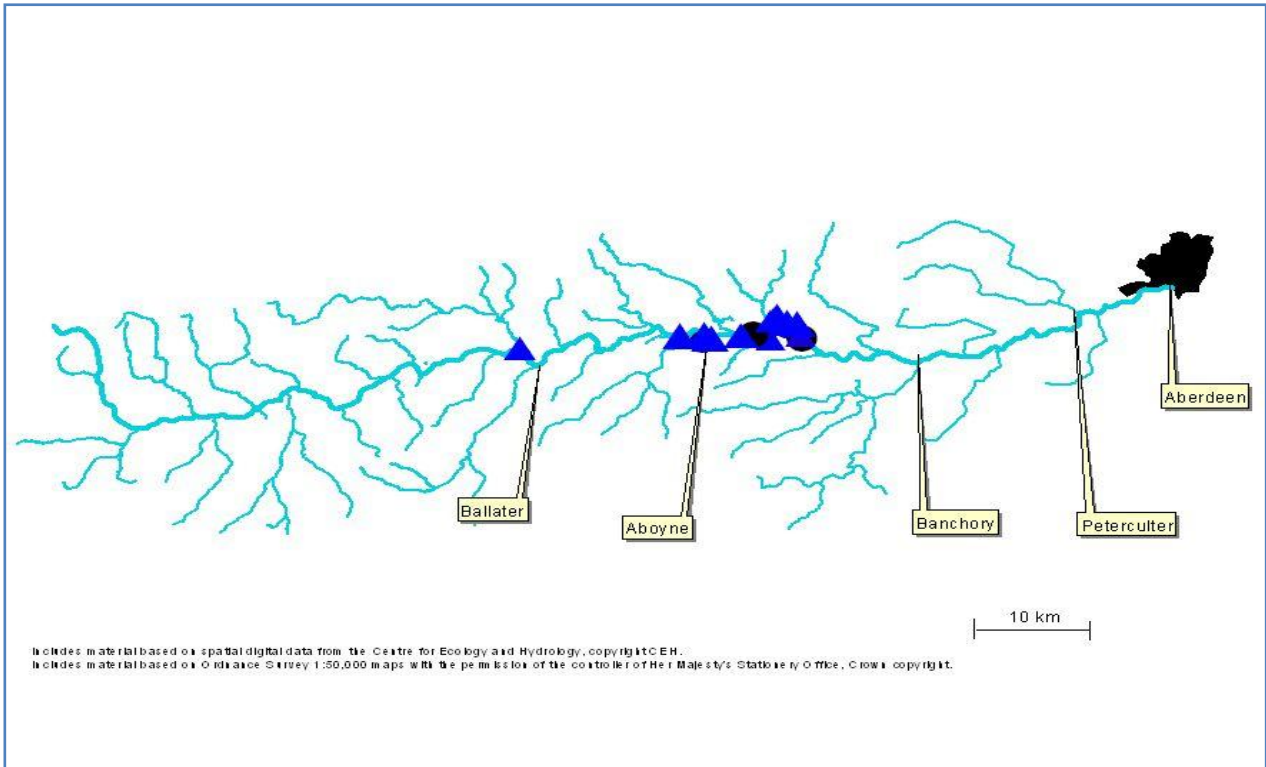 Aberdeen
Ballater
Aboyne
Banchory
Peterculter
10 km
Includes material based on spatial digital data from the Centre for Ecology and Hydrology, copyright CEH.
Includes material based on Ordnance Survey 1:50,000 maps with the permission of the controller of Her Majesty's Stationery Office, Crown copyright.